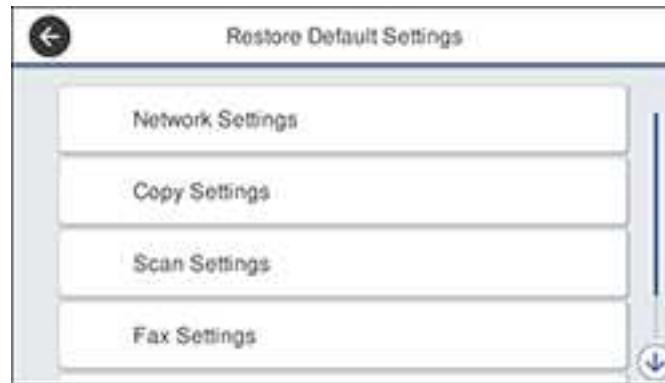 Restore Default Settings
Network Settings
Copy Settings
Scan Settings
Fax Settings